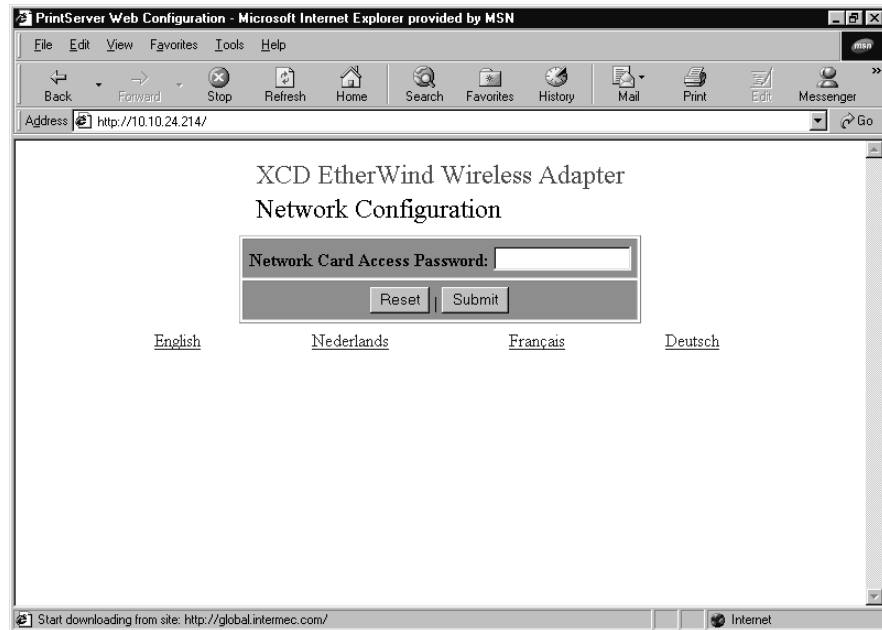 PrintServer Web Configuration - Microsoft Internet Explorer provided by MSN
File Edit View Favorites Tools Help
msn
Back Forward Stop Refresh Home Search Favorites History Mail Print Edit Messenger »
Address http://10.10.24.214/ Go
XCD EtherWind Wireless Adapter
Network Configuration
Network Card Access Password:
Reset | Submit
English Nederlands Français Deutsch
Start downloading from site: http://global.intermec.com/ Internet